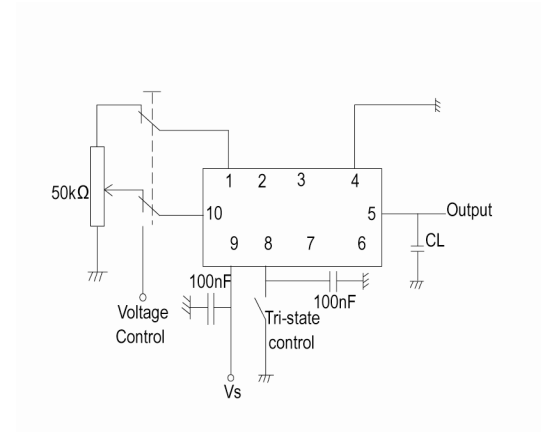 1 2 3 4
50kΩ
10
5
Output
9 8 7 6
CL
100nF
100nF
Voltage
Control
Tri-state
control
Vs